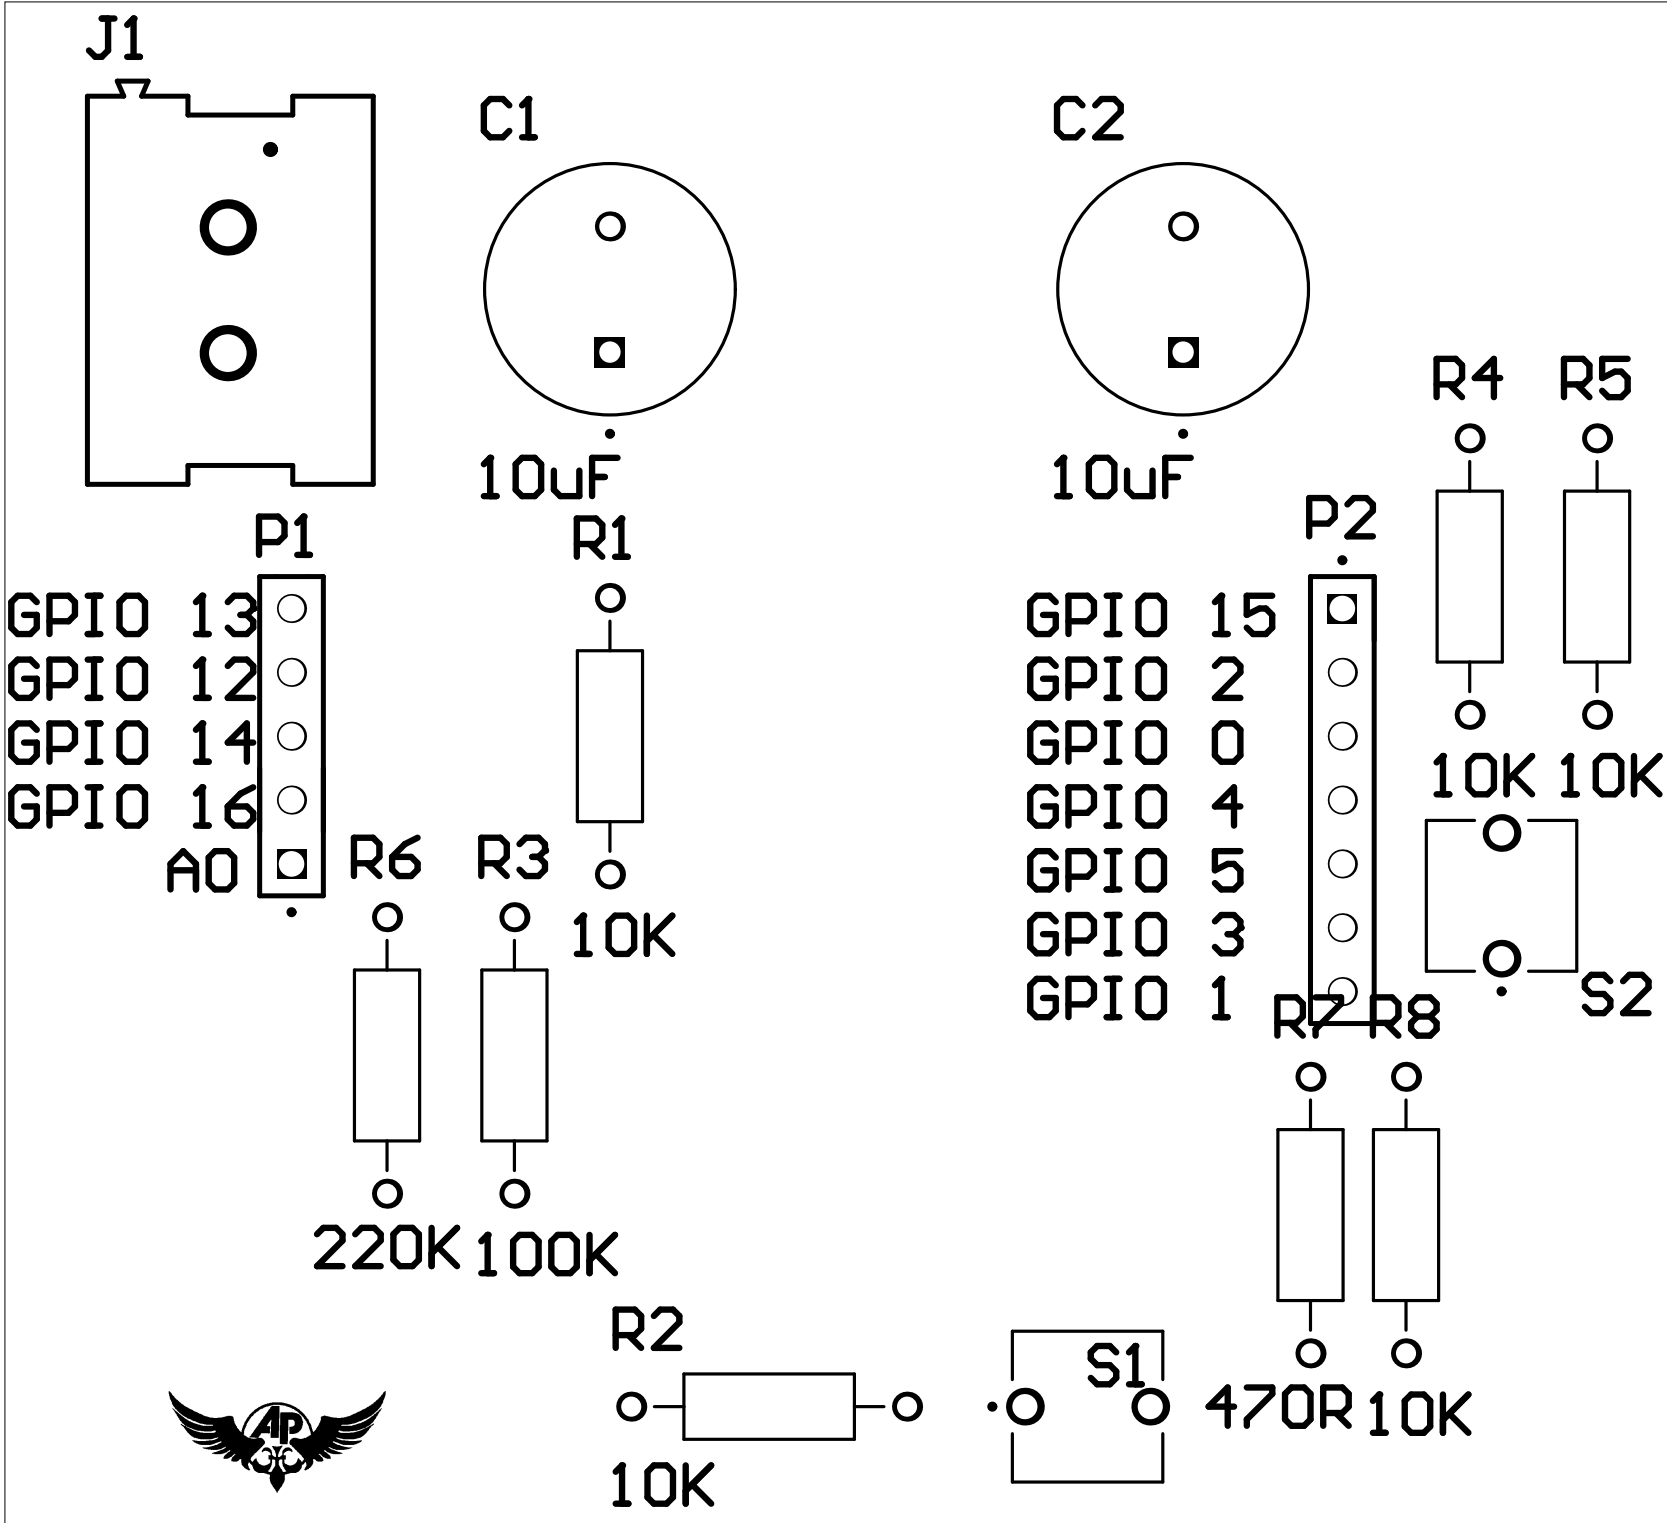 J1
C1
C2
10uF
10uF
R4
R5
P1
R1
P2
GPIO 13
GPIO 12
GPIO 14
GPIO 16
A0
GPIO 15
GPIO 2
GPIO 0
GPIO 4
GPIO 5
GPIO 3
GPIO 1
10K
10K
R6
R3
10K
S2
R7
R8
220K
100K
R2
S1
470R
10K
10K
AP